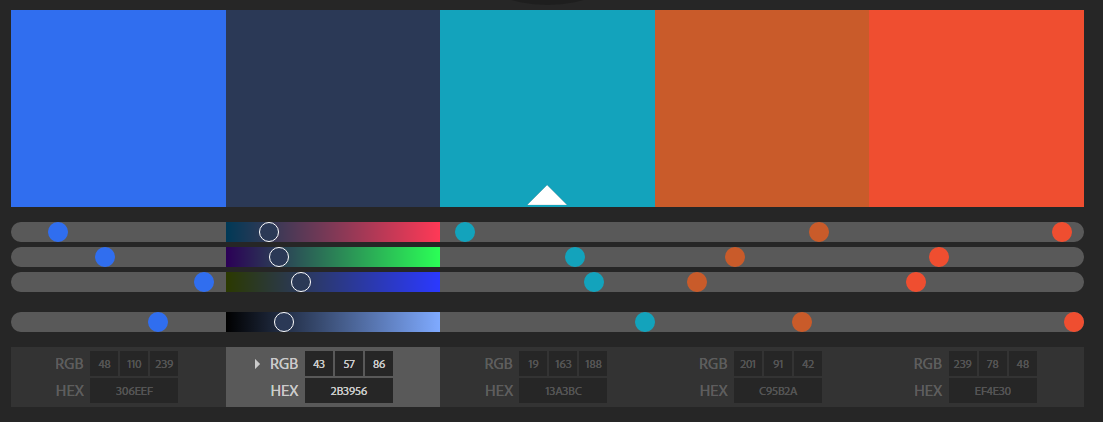 RGB 48 110 239
HEX 306EEF
RGB 43 57 86
HEX 2B3956
RGB 19 163 188
HEX 13A3BC
RGB 201 91 42
HEX C95B2A
RGB 239 78 48
HEX EF4E30